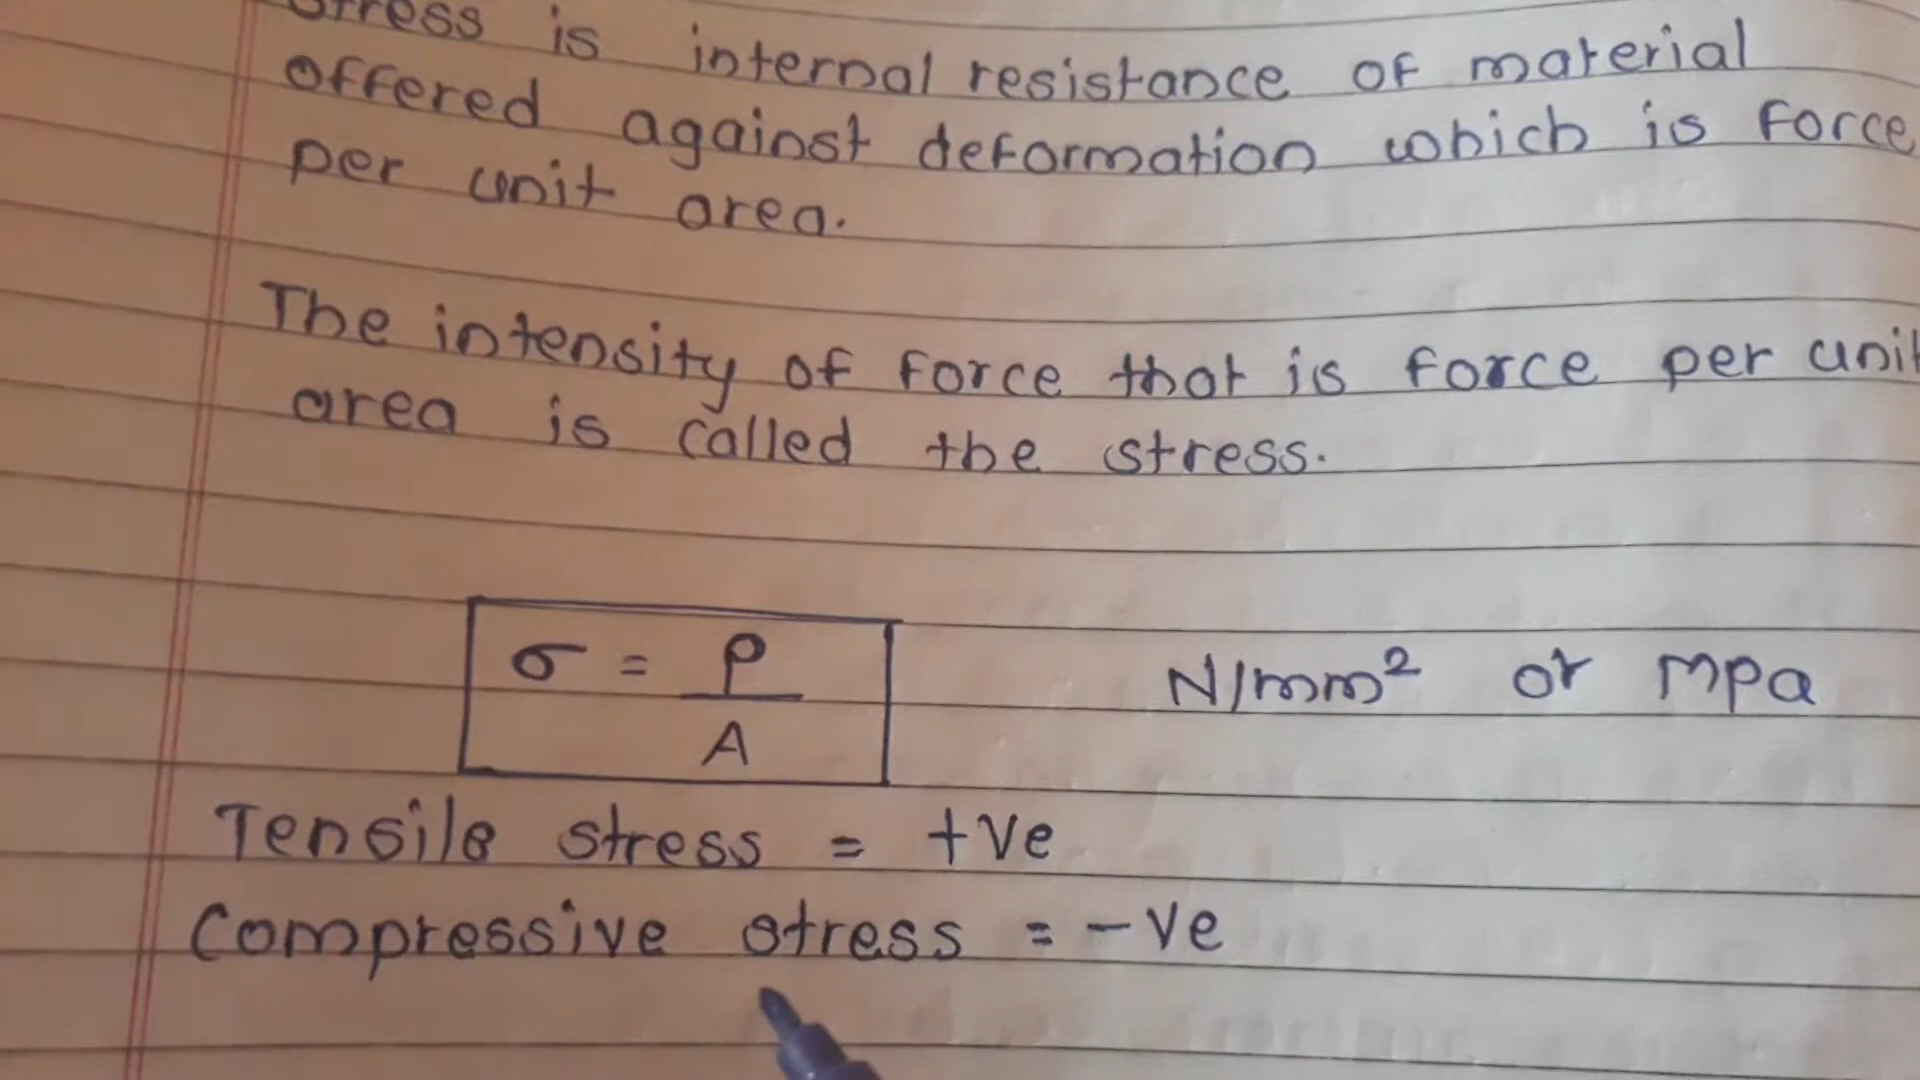 Stress is internal resistance of material
offered against deformation which is force
per unit area.
The intensity of force that is force per unit
area is called the stress.
σ = P
A
N/mm² or mpa
Tensile stress = +ve
Compressive stress = -ve